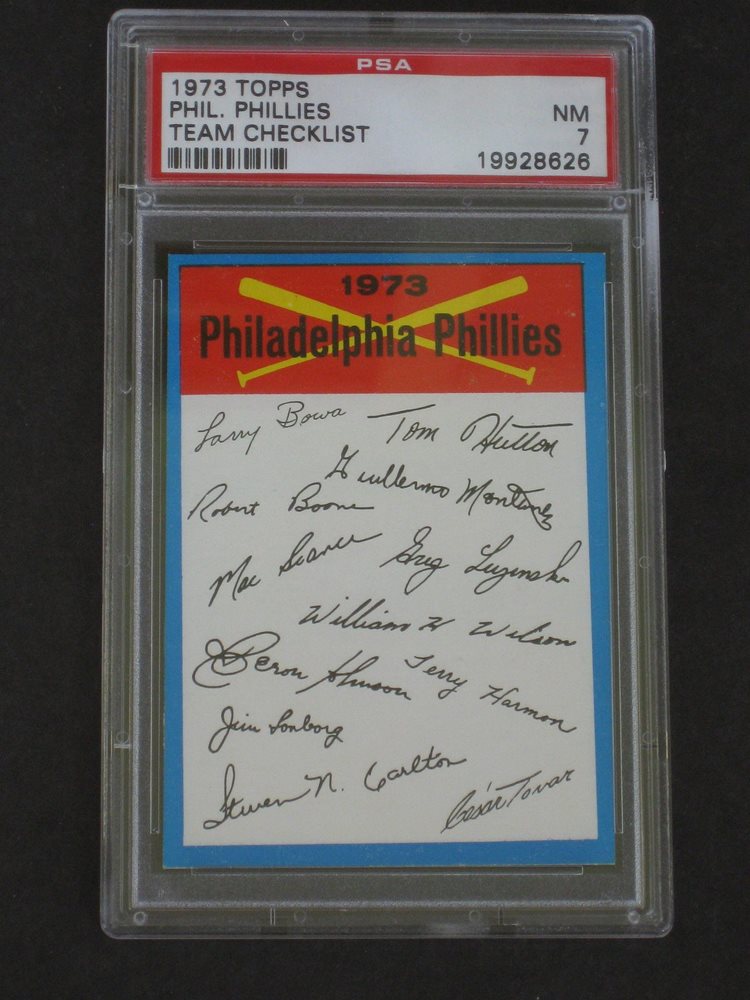 PSA
1973 TOPPS
PHIL. PHILLIES NM
TEAM CHECKLIST 7
19928626
1973
Philadelphia Phillies
Larry Bowa Tom Hutton
Guillermo Montinez
Robert Boone
Mac Scarce Greg Luzinski
William H Wilson
Deron Johnson Terry Harmon
Jim Lonborg
Steven N. Carlton
César Tovar